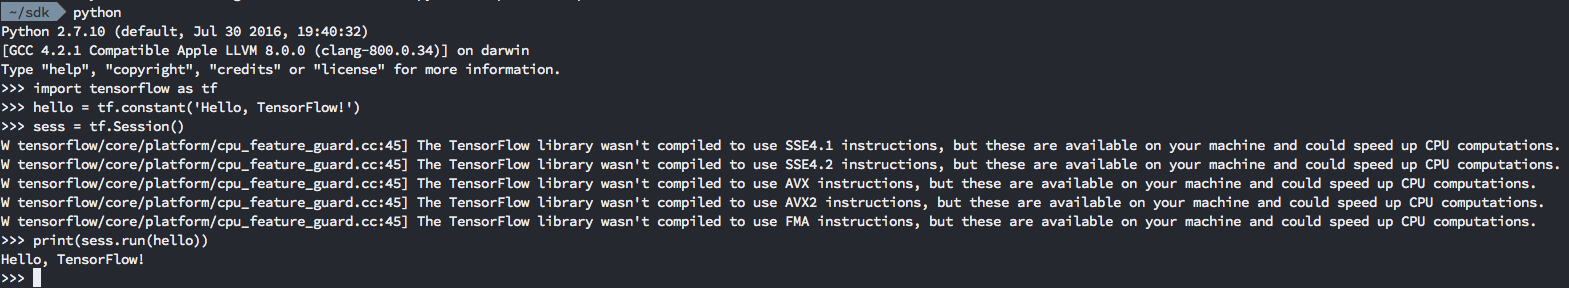 ~/sdk python
Python 2.7.10 (default, Jul 30 2016, 19:40:32)
[GCC 4.2.1 Compatible Apple LLVM 8.0.0 (clang-800.0.34)] on darwin
Type "help", "copyright", "credits" or "license" for more information.
>>> import tensorflow as tf
>>> hello = tf.constant('Hello, TensorFlow!')
>>> sess = tf.Session()
W tensorflow/core/platform/cpu_feature_guard.cc:45] The TensorFlow library wasn't compiled to use SSE4.1 instructions, but these are available on your machine and could speed up CPU computations.
W tensorflow/core/platform/cpu_feature_guard.cc:45] The TensorFlow library wasn't compiled to use SSE4.2 instructions, but these are available on your machine and could speed up CPU computations.
W tensorflow/core/platform/cpu_feature_guard.cc:45] The TensorFlow library wasn't compiled to use AVX instructions, but these are available on your machine and could speed up CPU computations.
W tensorflow/core/platform/cpu_feature_guard.cc:45] The TensorFlow library wasn't compiled to use AVX2 instructions, but these are available on your machine and could speed up CPU computations.
W tensorflow/core/platform/cpu_feature_guard.cc:45] The TensorFlow library wasn't compiled to use FMA instructions, but these are available on your machine and could speed up CPU computations.
>>> print(sess.run(hello))
Hello, TensorFlow!
>>>